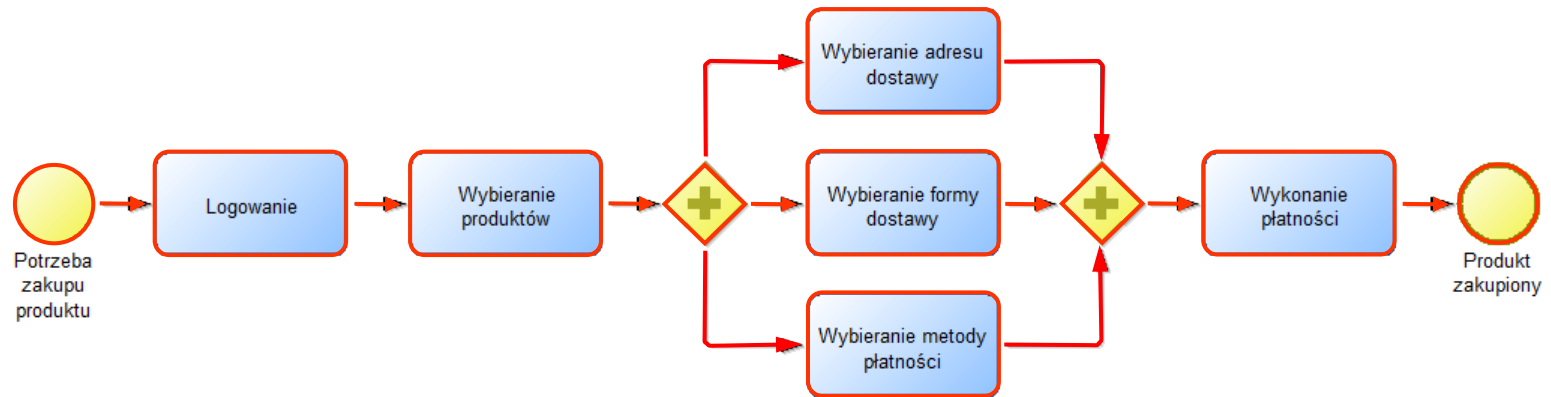 Potrzeba
zakupu
produktu
Logowanie
Wybieranie
produktów
Wybieranie adresu
dostawy
Wybieranie formy
dostawy
Wybieranie metody
płatności
Wykonanie
płatności
Produkt
zakupiony